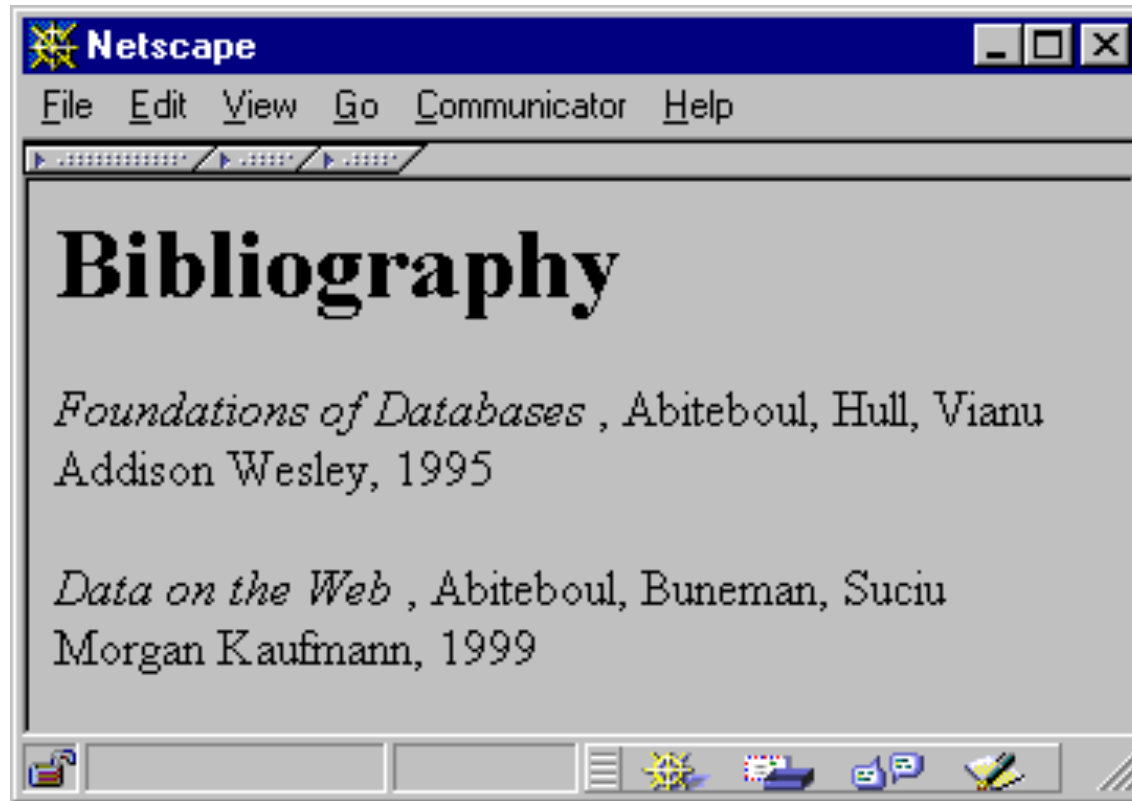 Netscape
File Edit View Go Communicator Help
Bibliography
Foundations of Databases , Abiteboul, Hull, Vianu
Addison Wesley, 1995
Data on the Web , Abiteboul, Buneman, Suciu
Morgan Kaufmann, 1999